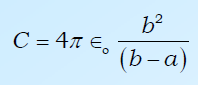 C = 4π ∈₀ b² / (b – a)